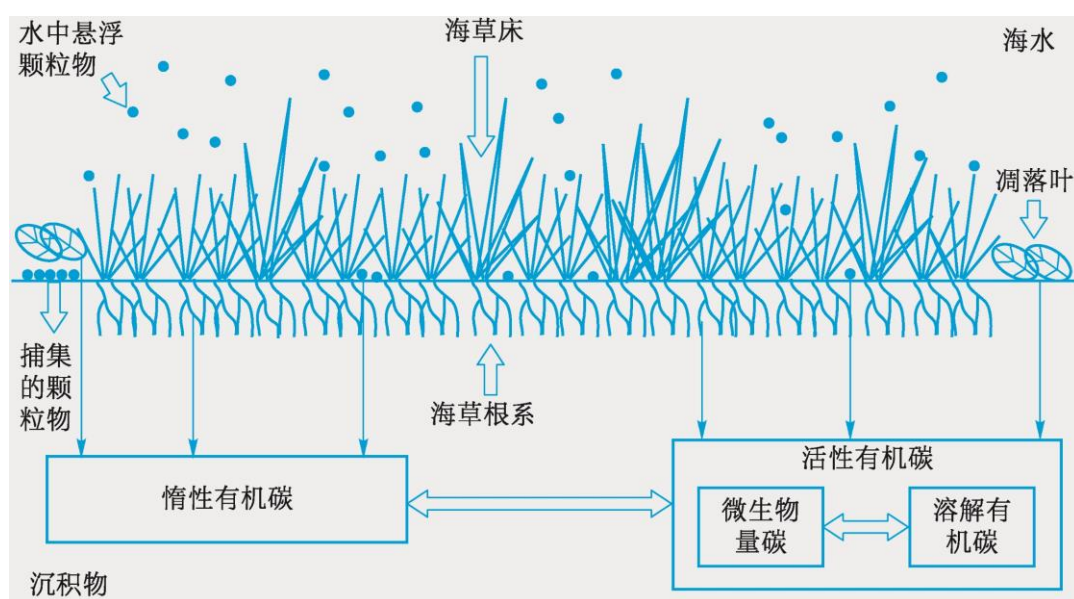 水中悬浮
颗粒物
海草床
海水
凋落叶
捕集
的颗
粒物
海草根系
惰性有机碳
活性有机碳
微生物
量碳
溶解有
机碳
沉积物